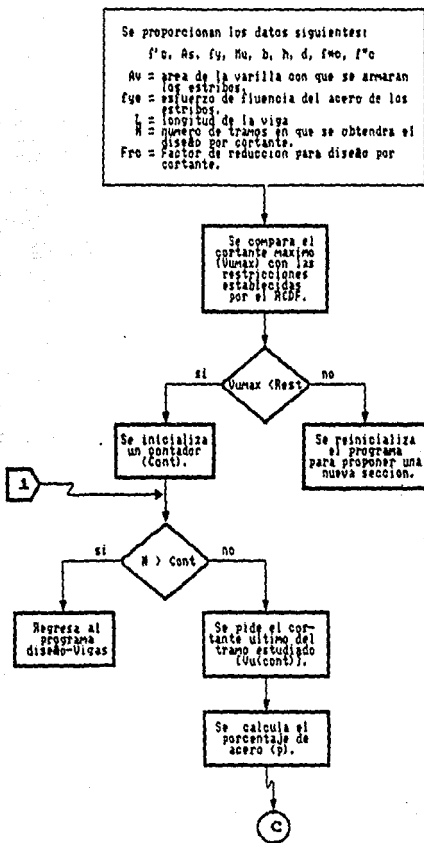 Se proporcionan los datos siguientes:
f'c, As, fy, Mu, b, h, d, f*c, f"c
Av = area de la varilla con que se armaran
los estribos.
fye = esfuerzo de fluencia del acero de los
estribos.
L = longitud de la viga
N = numero de tramos en que se obtendra el
diseño por cortante.
Frc = Factor de reduccion para diseño por
cortante.
Se compara el
cortante maximo
(Vumax) con las
restricciones
establecidas
por el RCDF.
si
Vumax <Rest
no
Se inicializa
un contador
(Cont).
Se reinicializa
el programa
para proponer una
nueva seccion.
1
si
N > Cont
no
Regresa al
programa
diseño-Vigas
Se pide el cor-
tante ultimo del
tramo estudiado
(Vu(cont)).
Se calcula el
porcentaje de
acero (p).
C